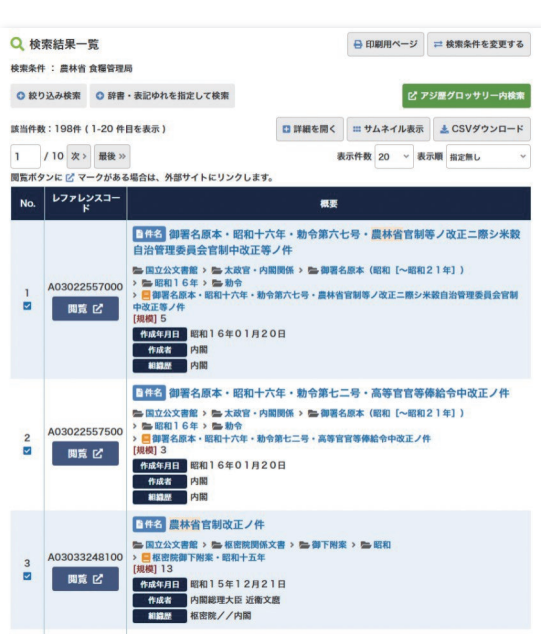 検索結果一覧
印刷用ページ
検索条件を変更する
検索条件 ： 農林省 食糧管理局
絞り込み検索
辞書・表記ゆれを指定して検索
アジ歴グロッサリー内検索
該当件数：198件 ( 1-20 件目を表示 )
詳細を開く
サムネイル表示
CSVダウンロード
1 / 10 次› 最後»
表示件数 20 表示順 指定無し
閲覧ボタンに マークがある場合は、外部サイトにリンクします。
No. レファレンスコード 概要
1
A03022557000
閲覧
件名 御署名原本・昭和十六年・勅令第六七号・農林省官制等ノ改正ニ際シ米穀
自治管理委員会官制中改正等ノ件
国立公文書館 > 太政官・内閣関係 > 御署名原本（昭和［～昭和２１年］）
> 昭和１６年 > 勅令
> 御署名原本・昭和十六年・勅令第六七号・農林省官制等ノ改正ニ際シ米穀自治管理委員会官制
中改正等ノ件
[規模] 5
作成年月日 昭和１６年０１月２０日
作成者 内閣
組織歴 内閣
2
A03022557500
閲覧
件名 御署名原本・昭和十六年・勅令第七二号・高等官官等俸給令中改正ノ件
国立公文書館 > 太政官・内閣関係 > 御署名原本（昭和［～昭和２１年］）
> 昭和１６年 > 勅令
> 御署名原本・昭和十六年・勅令第七二号・高等官官等俸給令中改正ノ件
[規模] 3
作成年月日 昭和１６年０１月２０日
作成者 内閣
組織歴 内閣
3
A03033248100
閲覧
件名 農林省官制改正ノ件
国立公文書館 > 枢密院関係文書 > 御下附案 > 昭和
> 枢密院御下附案・昭和十五年
[規模] 13
作成年月日 昭和１５年１２月２１日
作成者 内閣総理大臣 近衛文麿
組織歴 枢密院／／内閣